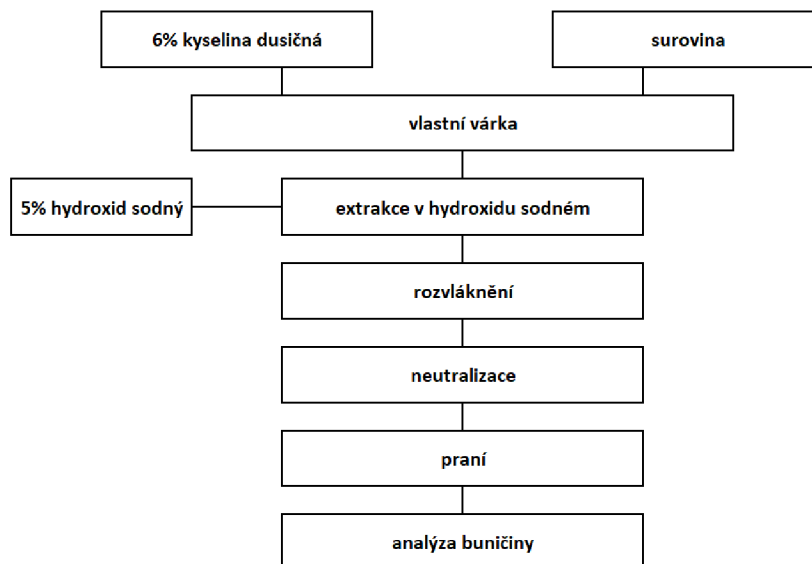 6% kyselina dusičná
surovina
vlastní várka
5% hydroxid sodný
extrakce v hydroxidu sodném
rozvláknění
neutralizace
praní
analýza buničiny